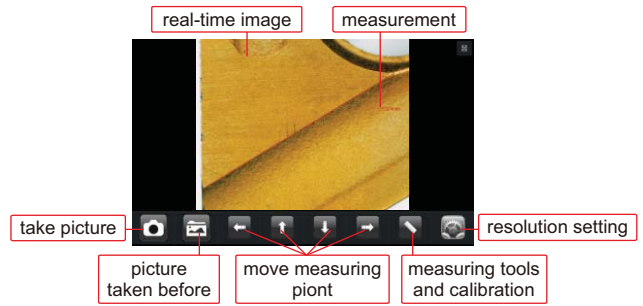 real-time image
measurement
take picture
resolution setting
picture
taken before
move measuring
piont
measuring tools
and calibration